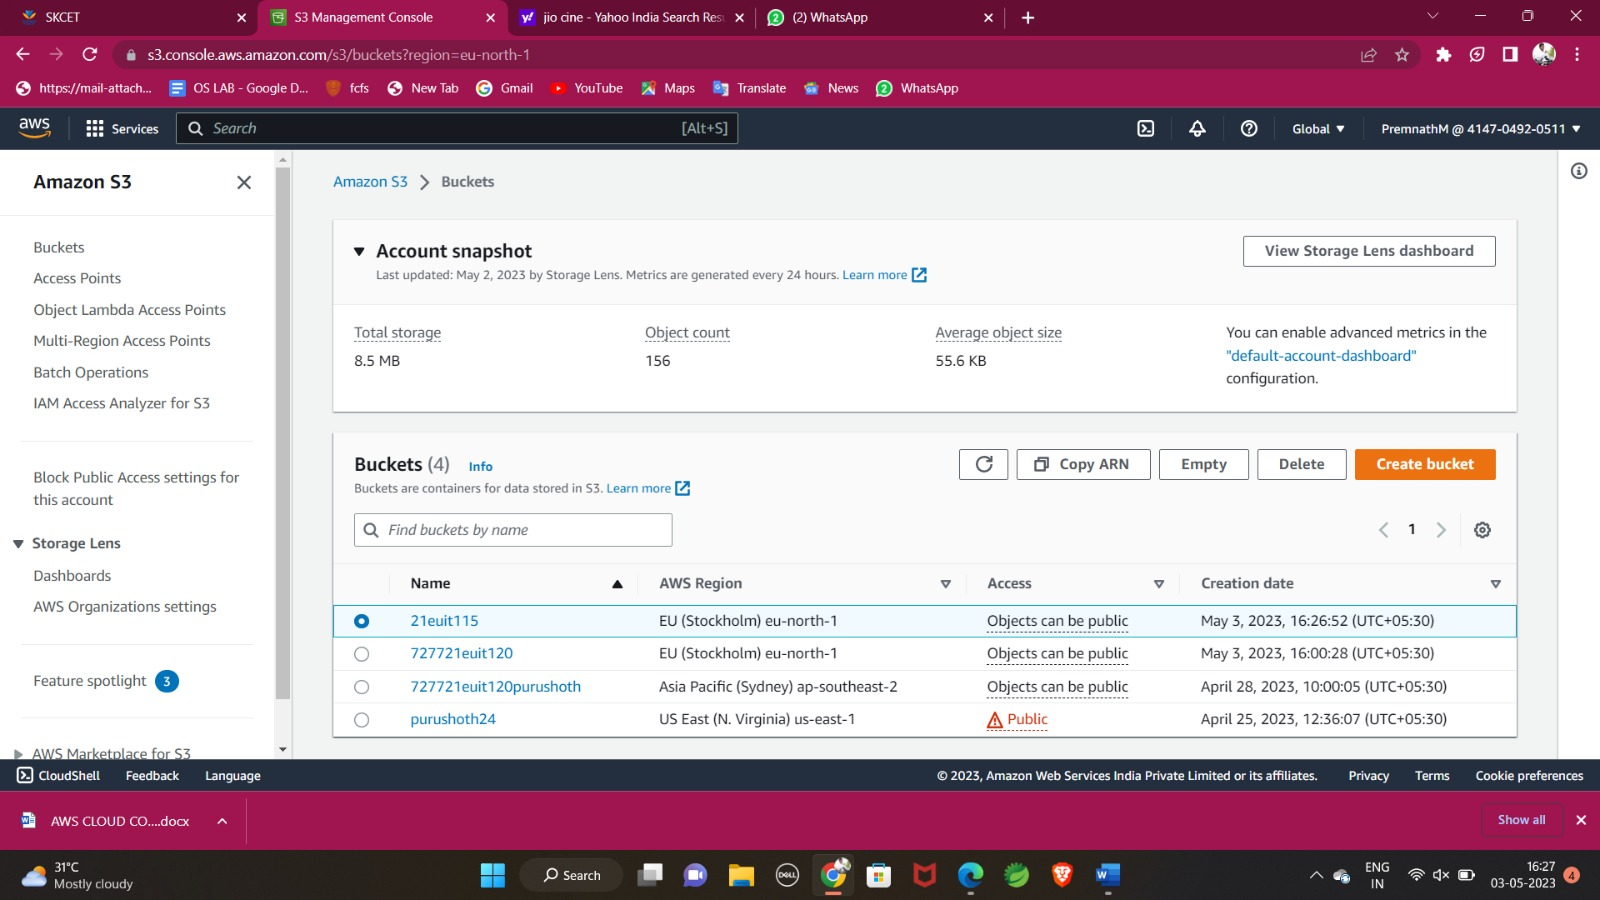 SKCET
S3 Management Console
jio cine - Yahoo India Search Res
(2) WhatsApp
s3.console.aws.amazon.com/s3/buckets?region=eu-north-1
https://mail-attach...
OS LAB - Google D...
fcfs
New Tab
Gmail
YouTube
Maps
Translate
News
2
WhatsApp
aws
Services
Search
[Alt+S]
Global
PremnathM @ 4147-0492-0511
Amazon S3
Buckets
Access Points
Object Lambda Access Points
Multi-Region Access Points
Batch Operations
IAM Access Analyzer for S3
Block Public Access settings for
this account
Storage Lens
Dashboards
AWS Organizations settings
Feature spotlight 3
AWS Marketplace for S3
Amazon S3 > Buckets
Account snapshot
Last updated: May 2, 2023 by Storage Lens. Metrics are generated every 24 hours. Learn more
View Storage Lens dashboard
Total storage
8.5 MB
Object count
156
Average object size
55.6 KB
You can enable advanced metrics in the
"default-account-dashboard"
configuration.
Buckets (4) Info
Buckets are containers for data stored in S3. Learn more
Copy ARN
Empty
Delete
Create bucket
Find buckets by name
1
Name AWS Region Access Creation date
21euit115 EU (Stockholm) eu-north-1 Objects can be public May 3, 2023, 16:26:52 (UTC+05:30)
727721euit120 EU (Stockholm) eu-north-1 Objects can be public May 3, 2023, 16:00:28 (UTC+05:30)
727721euit120purushoth Asia Pacific (Sydney) ap-southeast-2 Objects can be public April 28, 2023, 10:00:05 (UTC+05:30)
purushoth24 US East (N. Virginia) us-east-1 Public April 25, 2023, 12:36:07 (UTC+05:30)
CloudShell Feedback Language
© 2023, Amazon Web Services India Private Limited or its affiliates. Privacy Terms Cookie preferences
AWS CLOUD CO....docx
Show all
31°C
Mostly cloudy
Search
DELL
ENG
IN
16:27
03-05-2023
4